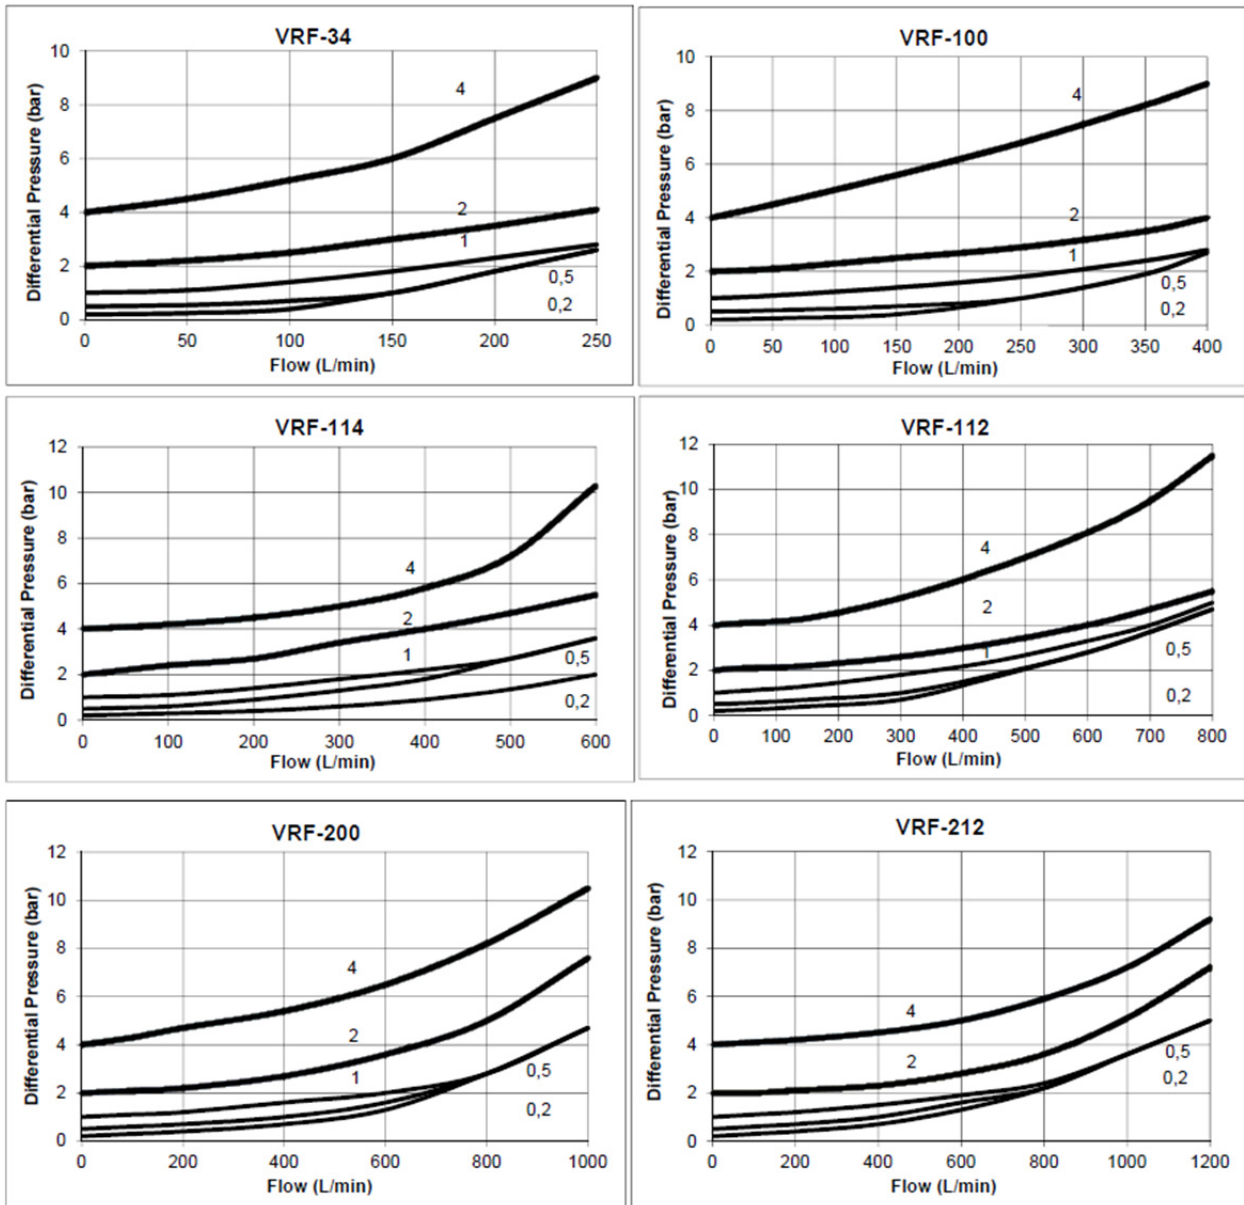 VRF-34
10
8
6
4
2
0
Differential Pressure (bar)
4
2
1
0,5
0,2
0 50 100 150 200 250
Flow (L/min)
VRF-100
10
8
6
4
2
0
Differential Pressure (bar)
4
2
1
0,5
0,2
0 50 100 150 200 250 300 350 400
Flow (L/min)
VRF-114
12
10
8
6
4
2
0
Differential Pressure (bar)
4
2
1
0,5
0,2
0 100 200 300 400 500 600
Flow (L/min)
VRF-112
12
10
8
6
4
2
0
Differential Pressure (bar)
4
2
1
0,5
0,2
0 100 200 300 400 500 600 700 800
Flow (L/min)
VRF-200
12
10
8
6
4
2
0
Differential Pressure (bar)
4
2
1
0,5
0,2
0 200 400 600 800 1000
Flow (L/min)
VRF-212
12
10
8
6
4
2
0
Differential Pressure (bar)
4
2
0,5
0,2
0 200 400 600 800 1000 1200
Flow (L/min)